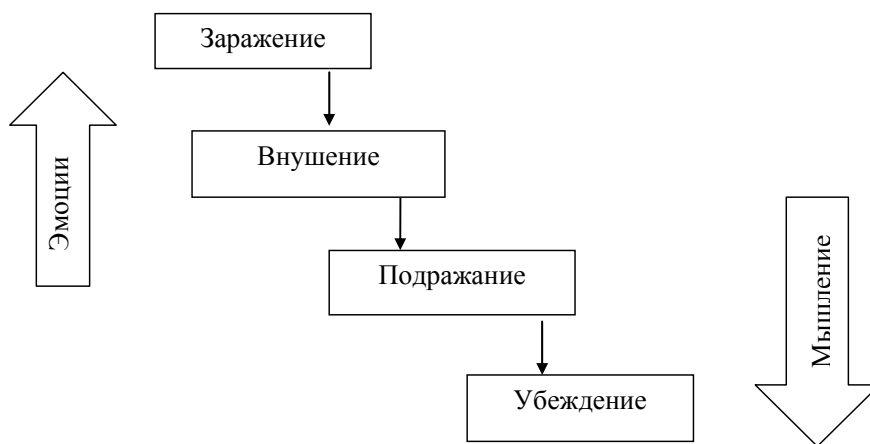 Заражение
Внушение
Эмоции
Подражание
Мышление
Убеждение